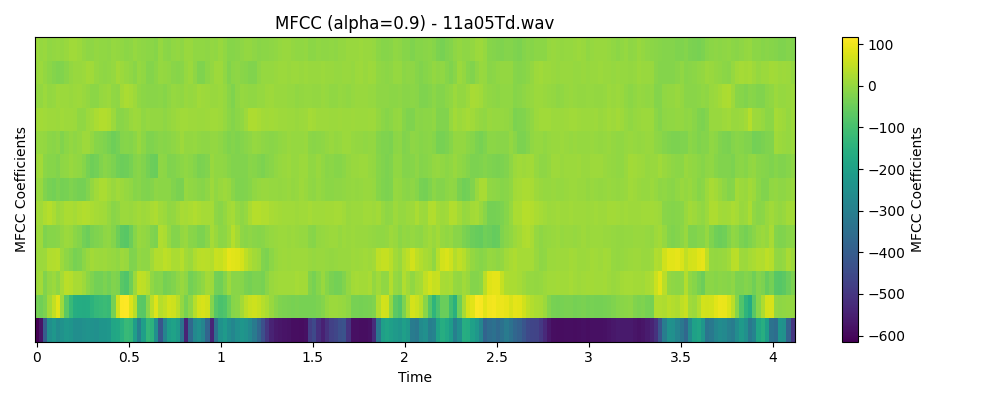 MFCC (alpha=0.9) - 11a05Td.wav
MFCC Coefficients
0 0.5 1 1.5 2 2.5 3 3.5 4
Time
100
0
−100
−200
−300
−400
−500
−600
MFCC Coefficients